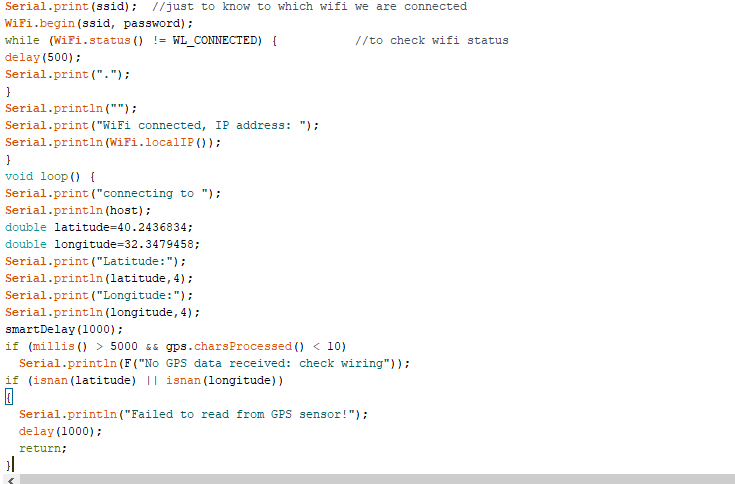 Serial.print(ssid);  //just to know to which wifi we are connected
WiFi.begin(ssid, password);
while (WiFi.status() != WL_CONNECTED) {           //to check wifi status
delay(500);
Serial.print(".");
}
Serial.println("");
Serial.print("WiFi connected, IP address: ");
Serial.println(WiFi.localIP());
}
void loop() {
Serial.print("connecting to ");
Serial.println(host);
double latitude=40.2436834;
double longitude=32.3479458;
Serial.print("Latitude:");
Serial.println(latitude,4);
Serial.print("Longitude:");
Serial.println(longitude,4);
smartDelay(1000);
if (millis() > 5000 && gps.charsProcessed() < 10)
  Serial.println(F("No GPS data received: check wiring"));
if (isnan(latitude) || isnan(longitude))
{
  Serial.println("Failed to read from GPS sensor!");
  delay(1000);
  return;
}